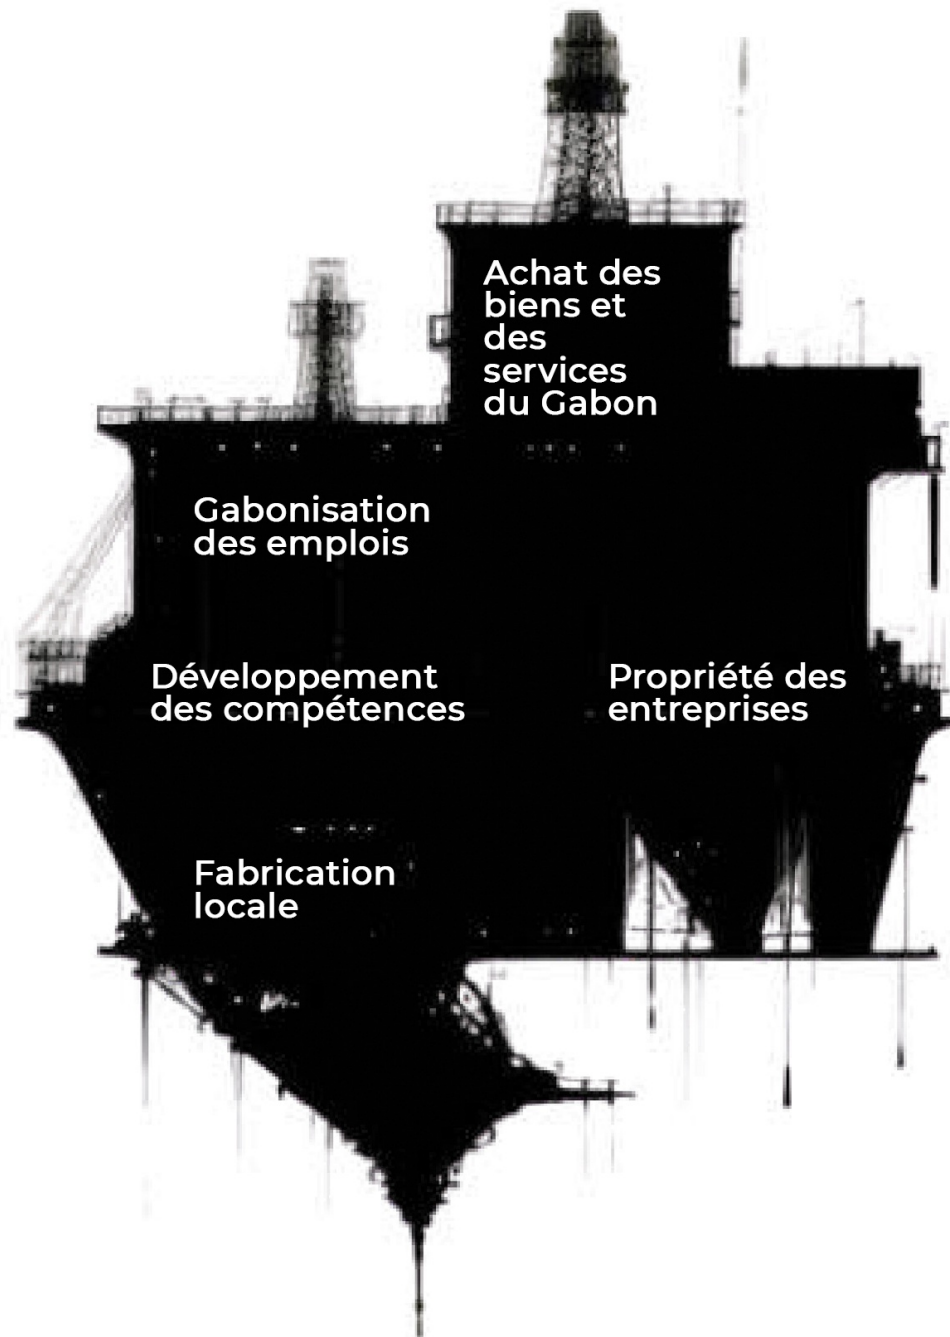 Achat des
biens et
des
services
du Gabon
Gabonisation
des emplois
Développement
des compétences
Propriété des
entreprises
Fabrication
locale